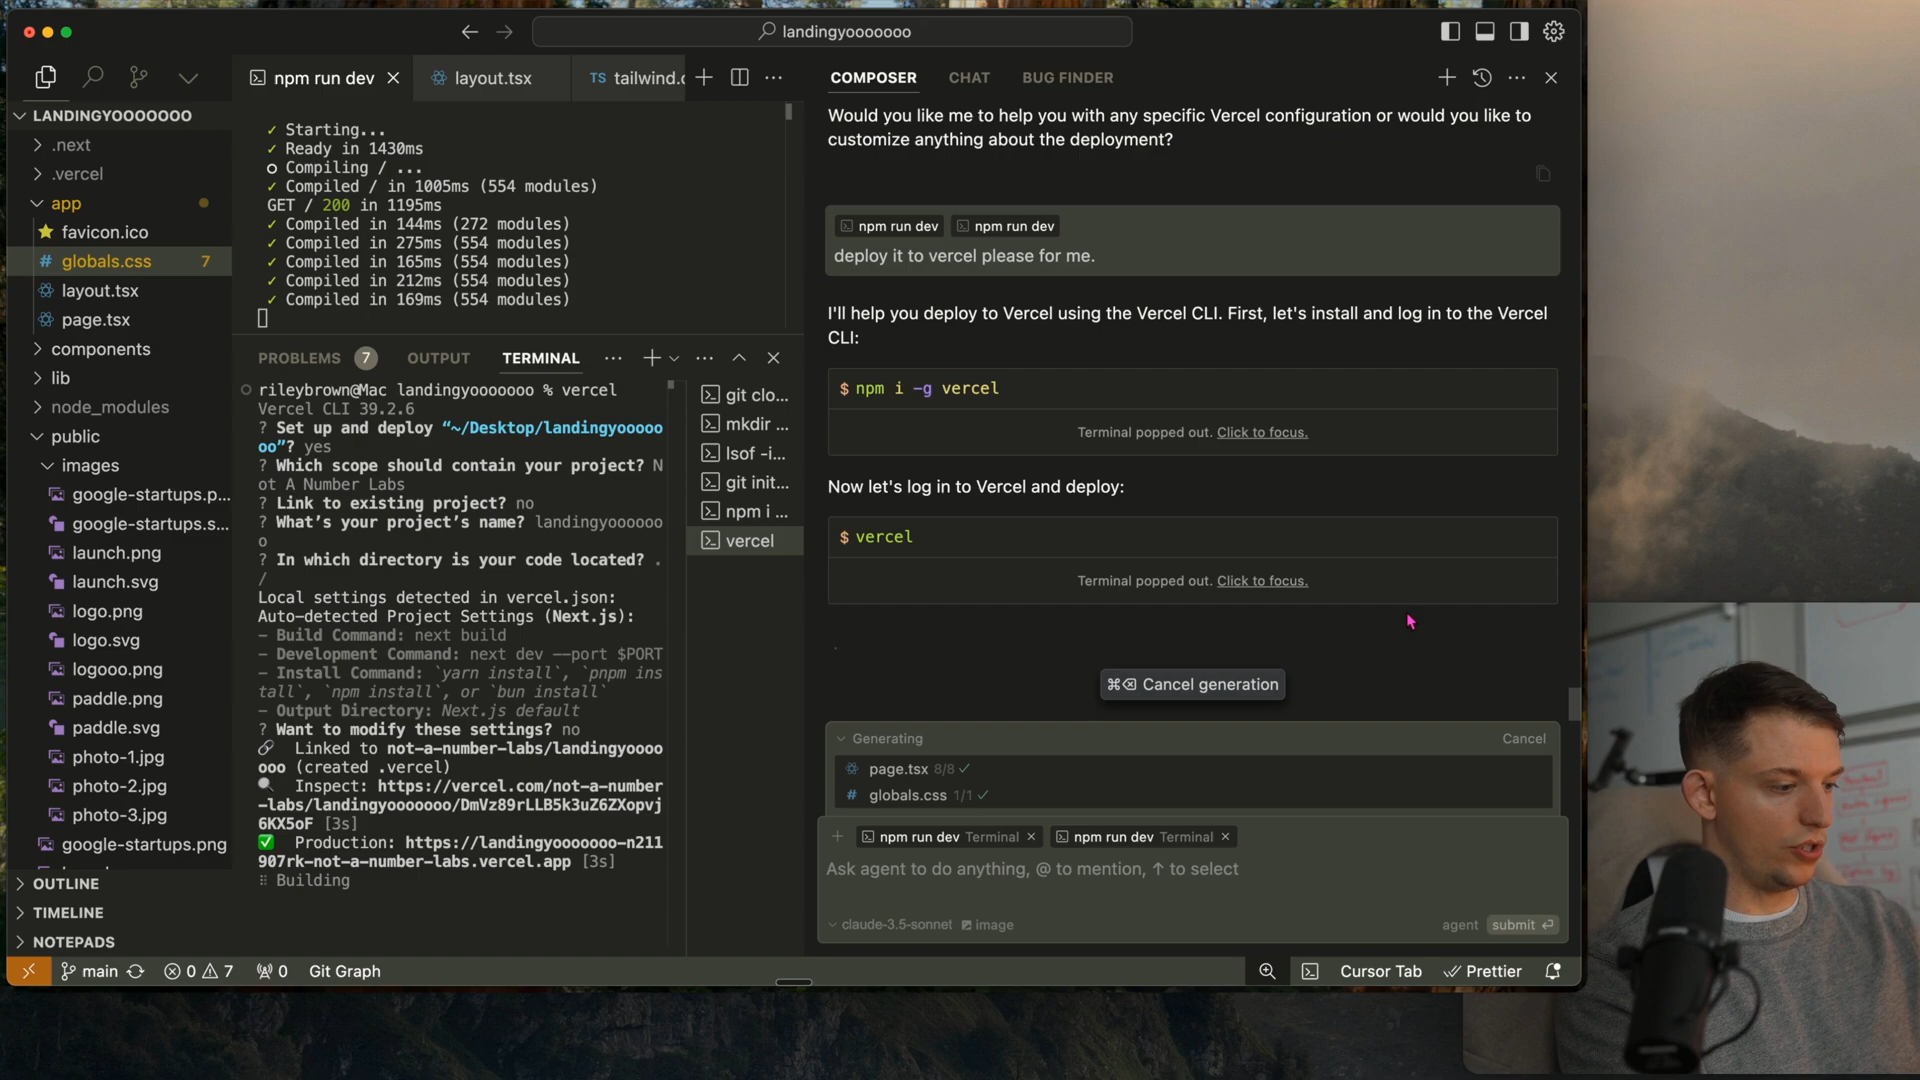 landingyooooooo
npm run dev
layout.tsx
TS tailwind.c
COMPOSER
CHAT
BUG FINDER
LANDINGYOOOOOOO
.next
.vercel
app
favicon.ico
# globals.css 7
layout.tsx
page.tsx
components
lib
node_modules
public
images
google-startups.p...
google-startups.s...
launch.png
launch.svg
logo.png
logo.svg
logooo.png
paddle.png
paddle.svg
photo-1.jpg
photo-2.jpg
photo-3.jpg
google-startups.png
OUTLINE
TIMELINE
NOTEPADS
✓ Starting...
✓ Ready in 1430ms
○ Compiling / ...
✓ Compiled / in 1005ms (554 modules)
GET / 200 in 1195ms
✓ Compiled in 144ms (272 modules)
✓ Compiled in 275ms (554 modules)
✓ Compiled in 165ms (554 modules)
✓ Compiled in 212ms (554 modules)
✓ Compiled in 169ms (554 modules)
PROBLEMS 7
OUTPUT
TERMINAL
rileybrown@Mac landingyooooooo % vercel
Vercel CLI 39.2.6
? Set up and deploy “~/Desktop/landingyooooo
oo”? yes
? Which scope should contain your project? N
ot A Number Labs
? Link to existing project? no
? What’s your project’s name? landingyoooooo
o
? In which directory is your code located? .
/
Local settings detected in vercel.json:
Auto-detected Project Settings (Next.js):
- Build Command: next build
- Development Command: next dev --port $PORT
- Install Command: `yarn install`, `pnpm ins
tall`, `npm install`, or `bun install`
- Output Directory: Next.js default
? Want to modify these settings? no
Linked to not-a-number-labs/landingyoooo
ooo (created .vercel)
Inspect: https://vercel.com/not-a-number
-labs/landingyooooooo/DmVz89rLLB5k3uZ6ZXopvj
6KX5oF [3s]
Production: https://landingyooooooo-n211
907rk-not-a-number-labs.vercel.app [3s]
Building
git clo...
mkdir ...
lsof -i...
git init...
npm i ...
vercel
Would you like me to help you with any specific Vercel configuration or would you like to
customize anything about the deployment?
npm run dev
npm run dev
deploy it to vercel please for me.
I'll help you deploy to Vercel using the Vercel CLI. First, let's install and log in to the Vercel
CLI:
$ npm i -g vercel
Terminal popped out. Click to focus.
Now let's log in to Vercel and deploy:
$ vercel
Terminal popped out. Click to focus.
⌘⌫ Cancel generation
Generating
Cancel
page.tsx 8/8 ✓
# globals.css 1/1 ✓
+ npm run dev Terminal ×
npm run dev Terminal ×
Ask agent to do anything, @ to mention, ↑ to select
claude-3.5-sonnet
image
agent
submit
main
0 7
0
Git Graph
Cursor Tab
Prettier